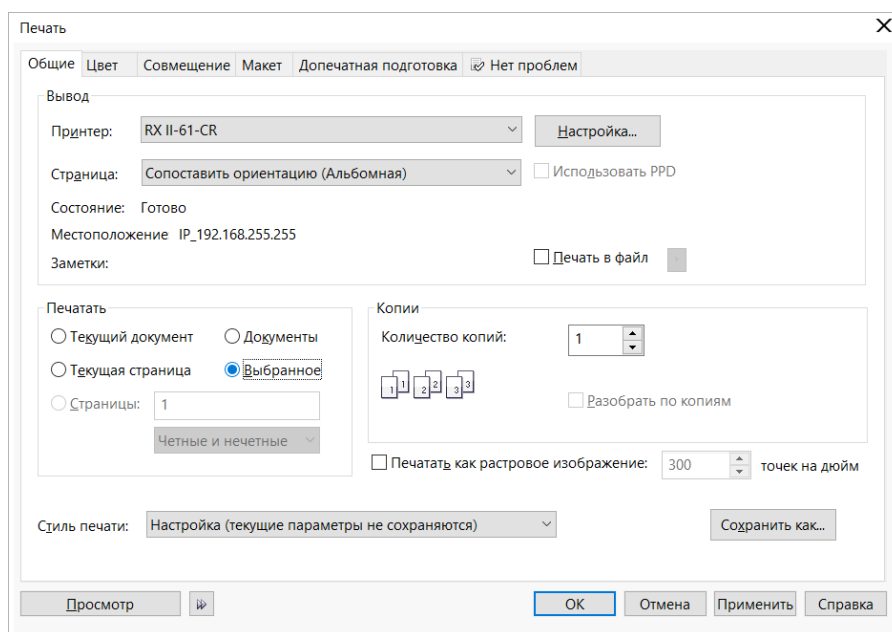 Печать
Общие Цвет Совмещение Макет Допечатная подготовка Нет проблем
Вывод
Принтер: RX II-61-CR Настройка...
Страница: Сопоставить ориентацию (Альбомная) Использовать PPD
Состояние: Готово
Местоположение IP_192.168.255.255
Заметки: Печать в файл
Печатать
Текущий документ Документы
Текущая страница Выбранное
Страницы: 1
Четные и нечетные
Копии
Количество копий: 1
1 1 2 2 3 3
Разобрать по копиям
Печатать как растровое изображение: 300 точек на дюйм
Стиль печати: Настройка (текущие параметры не сохраняются) Сохранить как...
Просмотр ОК Отмена Применить Справка